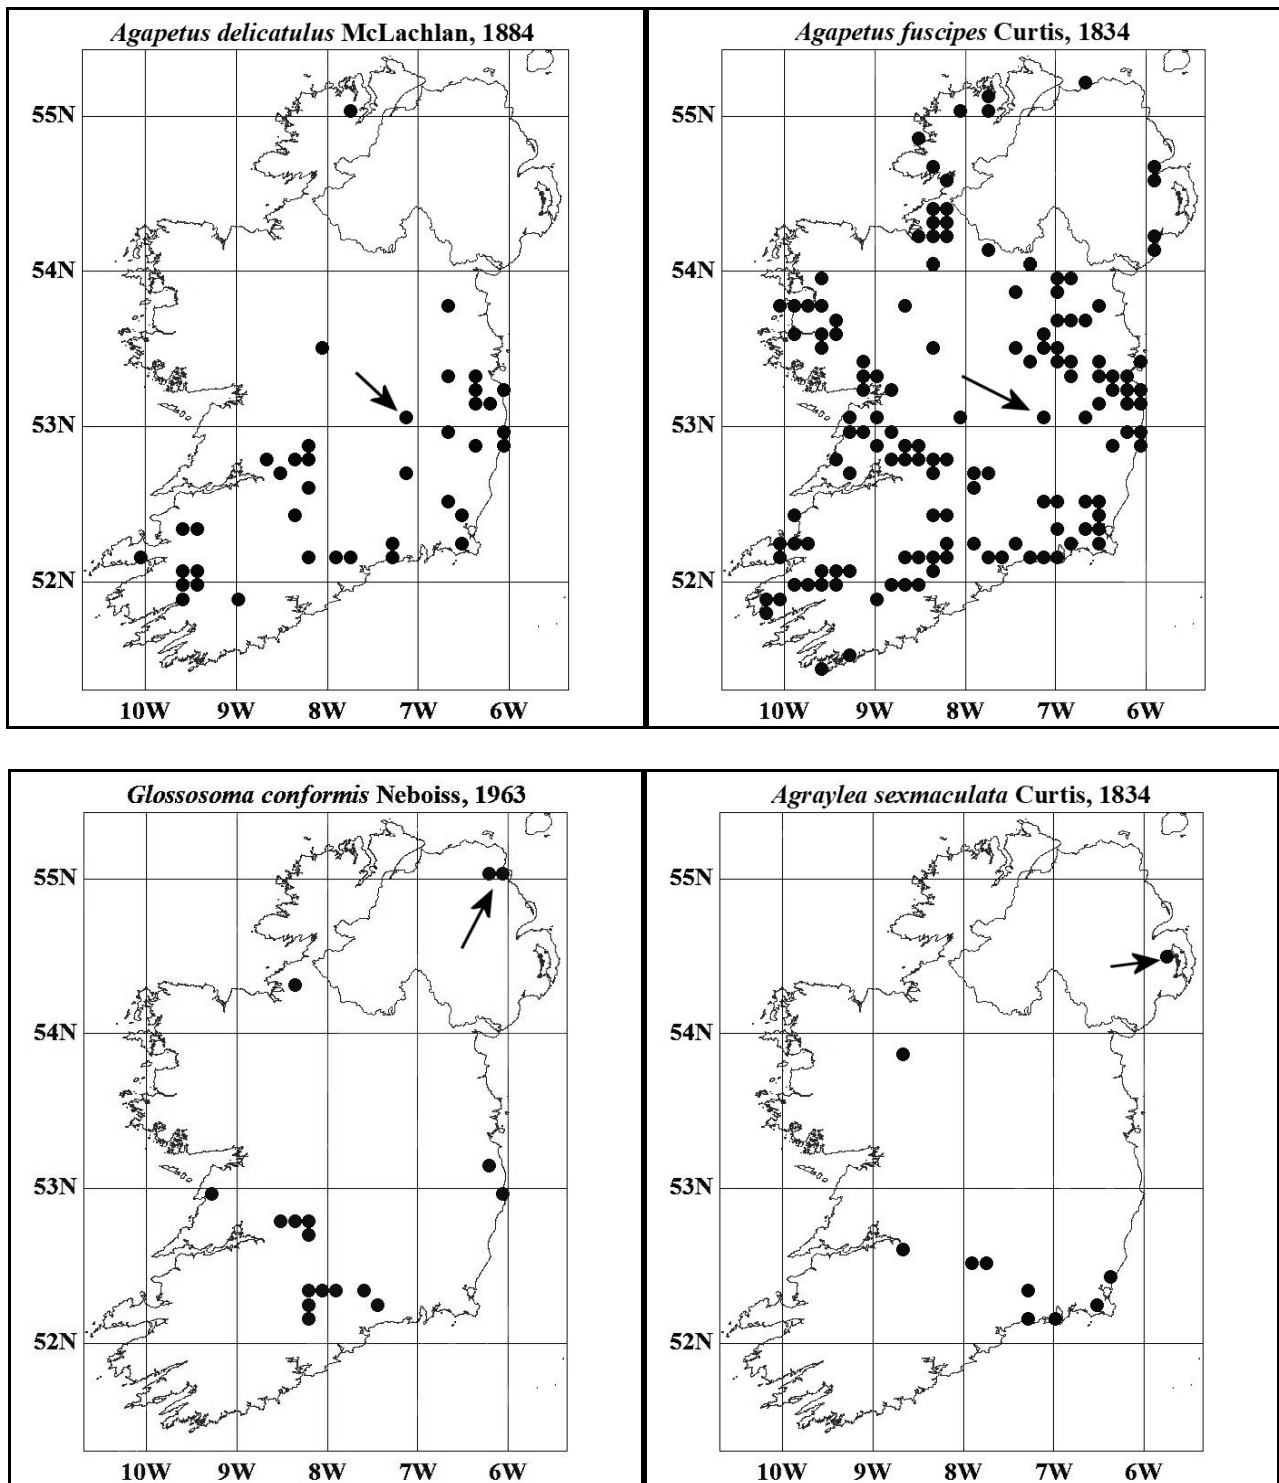 Agapetus delicatulus McLachlan, 1884
55N
54N
53N
52N
10W 9W 8W 7W 6W
Agapetus fuscipes Curtis, 1834
55N
54N
53N
52N
10W 9W 8W 7W 6W
Glossosoma conformis Neboiss, 1963
55N
54N
53N
52N
10W 9W 8W 7W 6W
Agraylea sexmaculata Curtis, 1834
55N
54N
53N
52N
10W 9W 8W 7W 6W